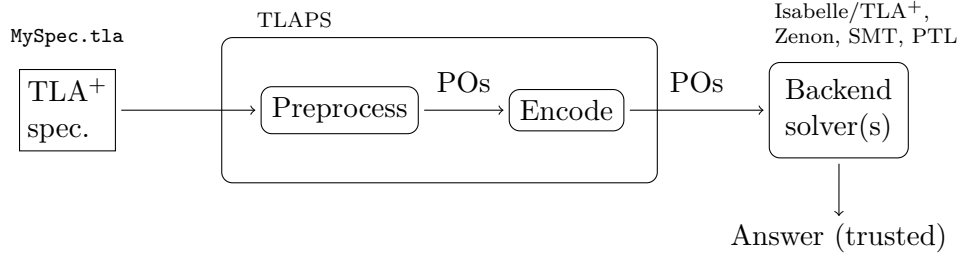 MySpec.tla
TLA+
spec.
TLAPS
Preprocess
POs
Encode
POs
Isabelle/TLA+,
Zenon, SMT, PTL
Backend
solver(s)
Answer (trusted)